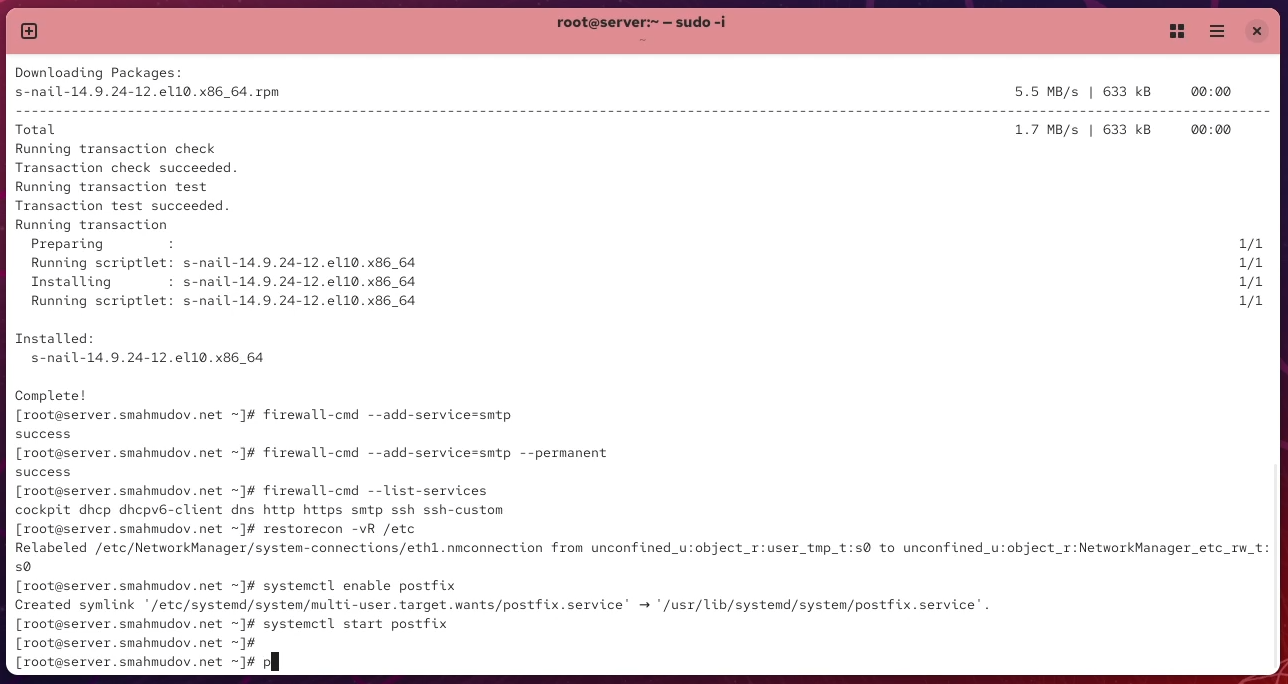 root@server:~ — sudo -i
~
Downloading Packages:
s-nail-14.9.24-12.el10.x86_64.rpm 5.5 MB/s | 633 kB 00:00
--------------------------------------------------------------------------------
Total 1.7 MB/s | 633 kB 00:00
Running transaction check
Transaction check succeeded.
Running transaction test
Transaction test succeeded.
Running transaction
  Preparing        : 1/1
  Running scriptlet: s-nail-14.9.24-12.el10.x86_64 1/1
  Installing       : s-nail-14.9.24-12.el10.x86_64 1/1
  Running scriptlet: s-nail-14.9.24-12.el10.x86_64 1/1
Installed:
  s-nail-14.9.24-12.el10.x86_64
Complete!
[root@server.smahmudov.net ~]# firewall-cmd --add-service=smtp
success
[root@server.smahmudov.net ~]# firewall-cmd --add-service=smtp --permanent
success
[root@server.smahmudov.net ~]# firewall-cmd --list-services
cockpit dhcp dhcpv6-client dns http https smtp ssh ssh-custom
[root@server.smahmudov.net ~]# restorecon -vR /etc
Relabeled /etc/NetworkManager/system-connections/eth1.nmconnection from unconfined_u:object_r:user_tmp_t:s0 to unconfined_u:object_r:NetworkManager_etc_rw_t:
s0
[root@server.smahmudov.net ~]# systemctl enable postfix
Created symlink '/etc/systemd/system/multi-user.target.wants/postfix.service' → '/usr/lib/systemd/system/postfix.service'.
[root@server.smahmudov.net ~]# systemctl start postfix
[root@server.smahmudov.net ~]#
[root@server.smahmudov.net ~]# p